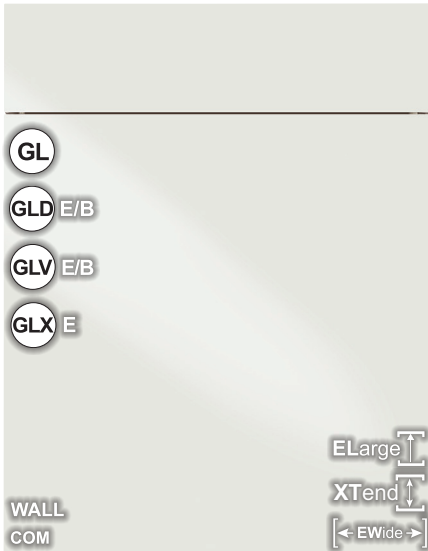 GL
GLD E/B
GLV E/B
GLX E
ELarge
XTend
WALL
EWide
COM